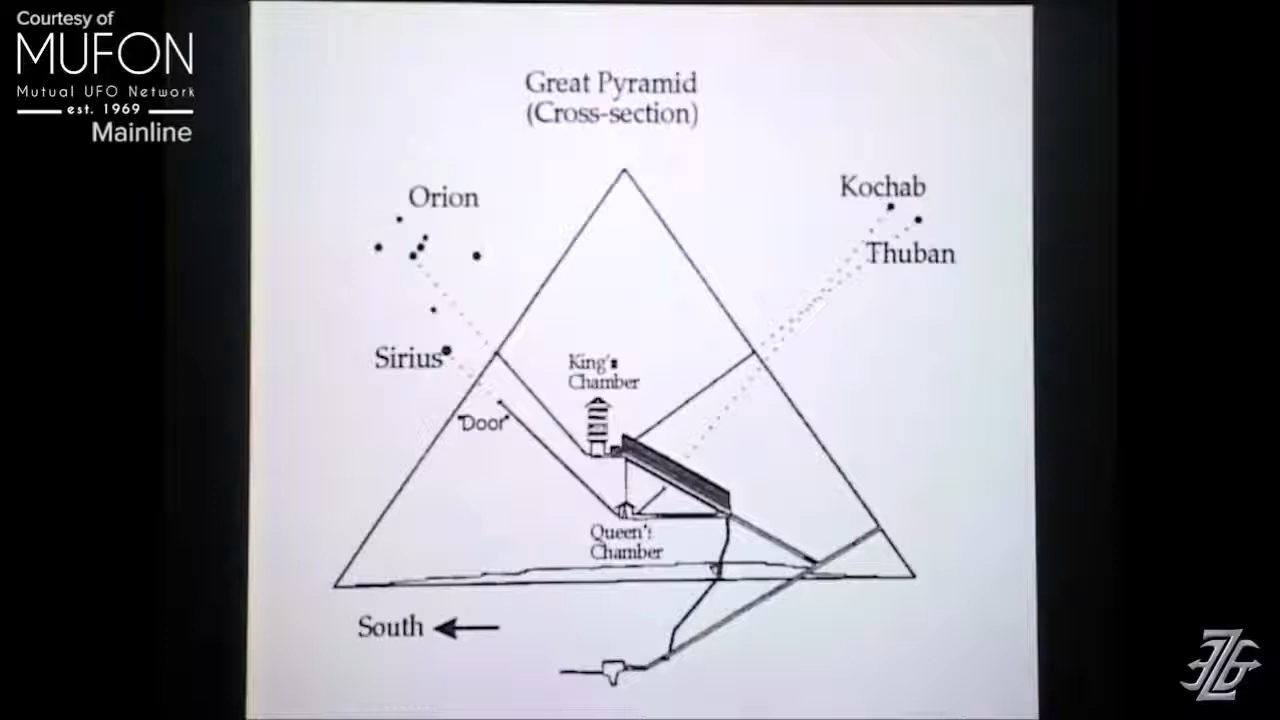 Courtesy of
MUFON
Mutual UFO Network
est. 1969
Mainline
Great Pyramid
(Cross-section)
Orion
Kochab
Thuban
Sirius
King's
Chamber
"Door"
Queen's
Chamber
South